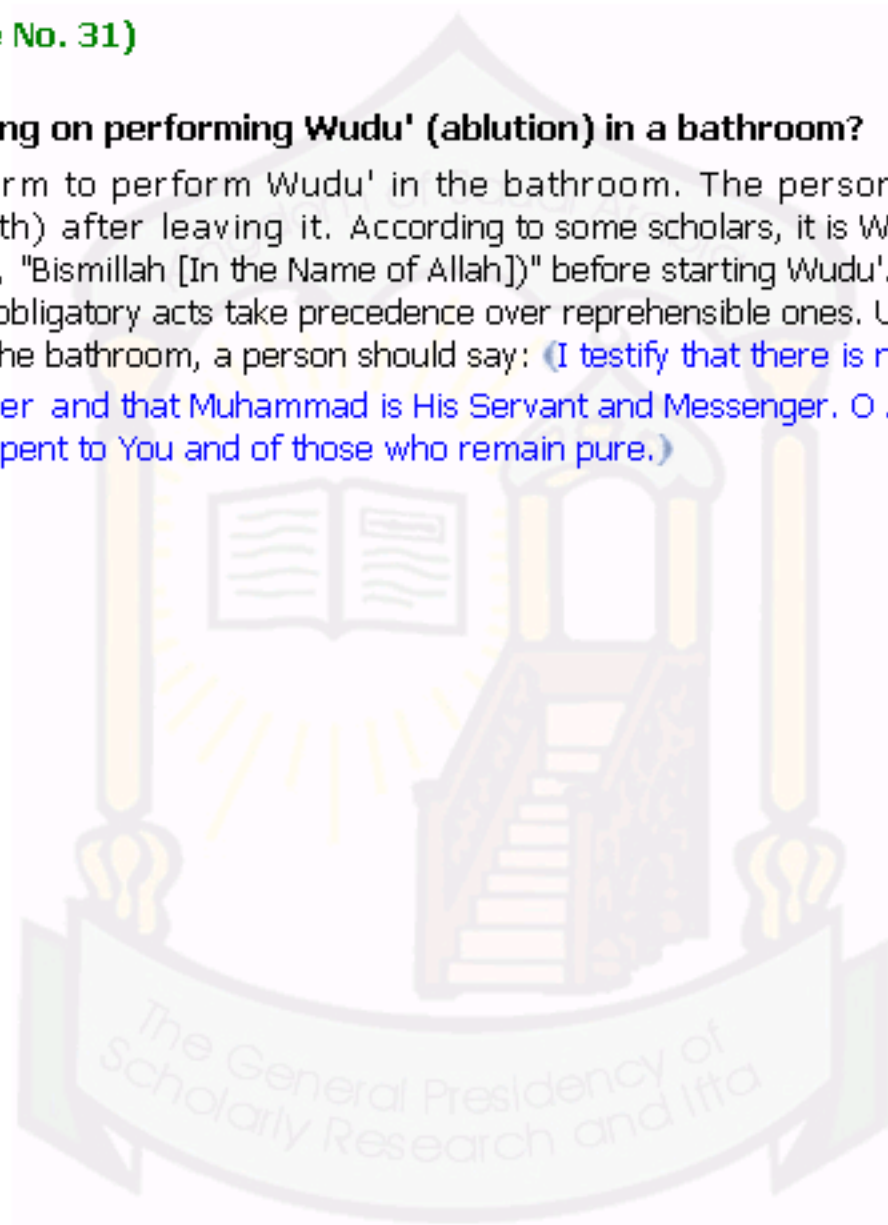 No. 31)
ng on performing Wudu' (ablution) in a bathroom?
rm to perform Wudu' in the bathroom. The person
th) after leaving it. According to some scholars, it is W
, "Bismillah [In the Name of Allah])" before starting Wudu'.
obligatory acts take precedence over reprehensible ones. U
he bathroom, a person should say: (I testify that there is n
er and that Muhammad is His Servant and Messenger. O
pent to You and of those who remain pure.)
Kingdom of Saudi Arabia
The General Presidency of
Scholarly Research and ifta